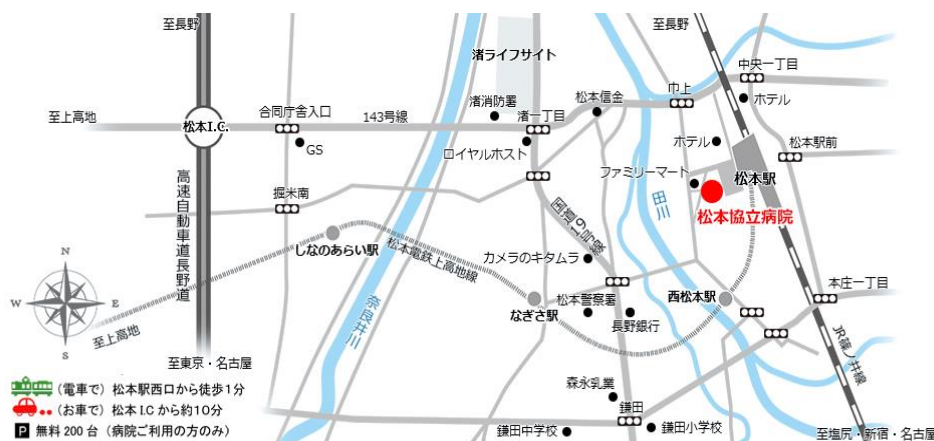 至長野
至長野
渚ライフサイト
中央一丁目
巾上
ホテル
合同庁舎入口
渚消防署
松本信金
至上高地
松本I.C.
143号線
渚一丁目
GS
ロイヤルホスト
ホテル
松本駅前
ファミリーマート
松本駅
高速自動車道長野道
堀米南
国道19号線
田川
松本協立病院
しなのあらい駅
松本電鉄上高地線
カメラのキタムラ
N
W
E
S
奈良井川
本庄一丁目
なぎさ駅
松本警察署
長野銀行
西松本駅
至上高地
JR篠ノ井線
至東京・名古屋
(電車で) 松本駅西口から徒歩1分
(お車で) 松本I.Cから約10分
P 無料200台 (病院ご利用の方のみ)
森永乳業
鎌田
鎌田中学校
鎌田小学校
至塩尻・新宿・名古屋